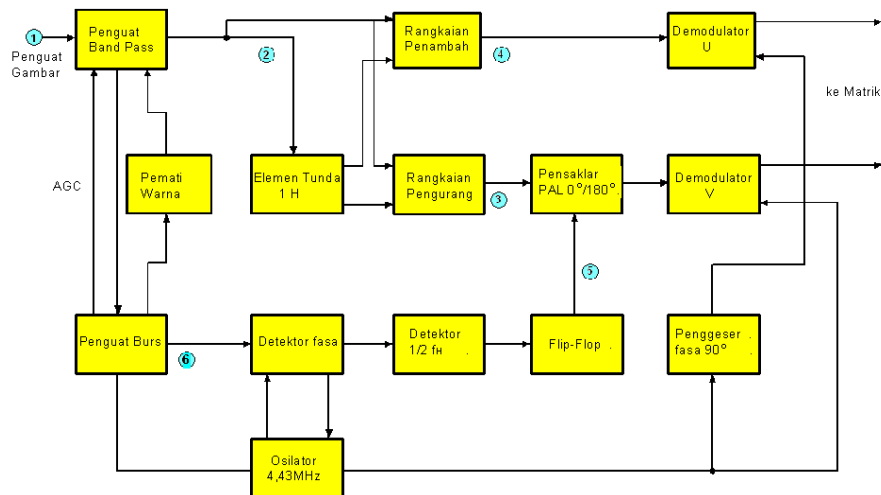 1
Penguat
Band Pass
Penguat
Gambar
2
Rangkaian
Penambah
4
Demodulator
U
ke Matrik
AGC
Pemati
Warna
Elemen Tunda
1 H
Rangkaian
Pengurang
3
Pensaklar
PAL 0°/180° .
Demodulator
V
5
Penguat Burs
6
Detektor fasa
Detektor
1/2 fH .
Flip-Flop .
Penggeser .
fasa 90° .
Osilator
4,43MHz